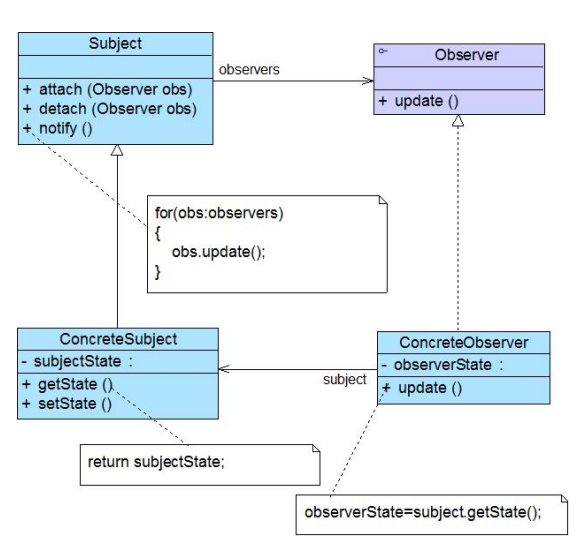 Subject
+ attach (Observer obs)
+ detach (Observer obs)
+ notify ()
observers
Observer
+ update ()
for(obs:observers)
{
obs.update();
}
ConcreteSubject
- subjectState :
+ getState ()
+ setState ()
subject
ConcreteObserver
- observerState :
+ update ()
return subjectState;
observerState=subject.getState();